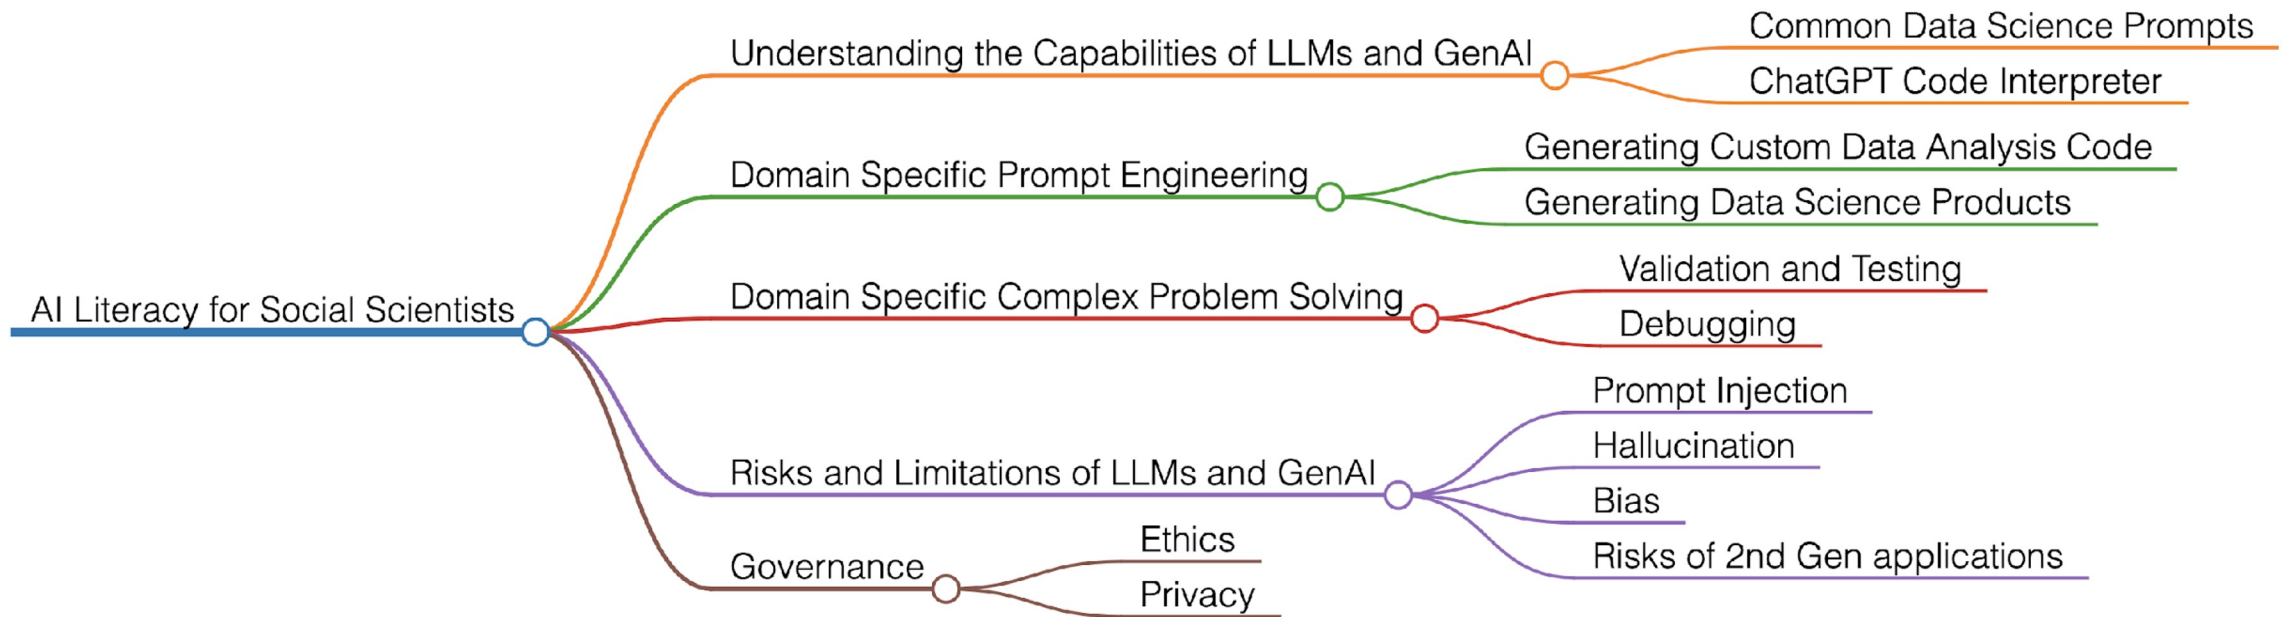 AI Literacy for Social Scientists
Understanding the Capabilities of LLMs and GenAI
Common Data Science Prompts
ChatGPT Code Interpreter
Domain Specific Prompt Engineering
Generating Custom Data Analysis Code
Generating Data Science Products
Domain Specific Complex Problem Solving
Validation and Testing
Debugging
Risks and Limitations of LLMs and GenAI
Prompt Injection
Hallucination
Bias
Risks of 2nd Gen applications
Governance
Ethics
Privacy